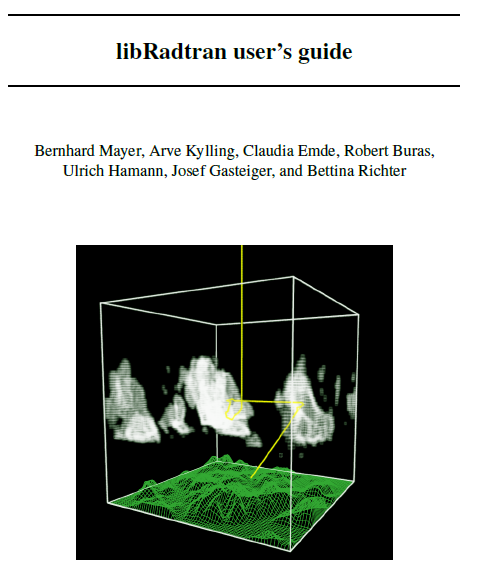 libRadtran user's guide
Bernhard Mayer, Arve Kylling, Claudia Emde, Robert Buras,
Ulrich Hamann, Josef Gasteiger, and Bettina Richter